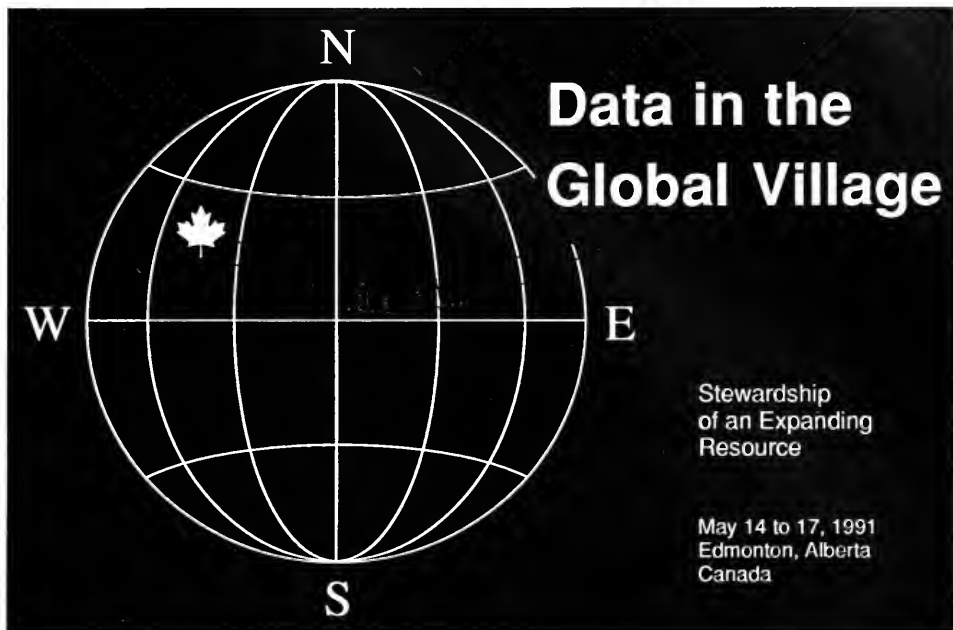 N
Data in the
Global Village
W
E
Stewardship
of an Expanding
Resource
May 14 to 17, 1991
Edmonton, Alberta
Canada
S